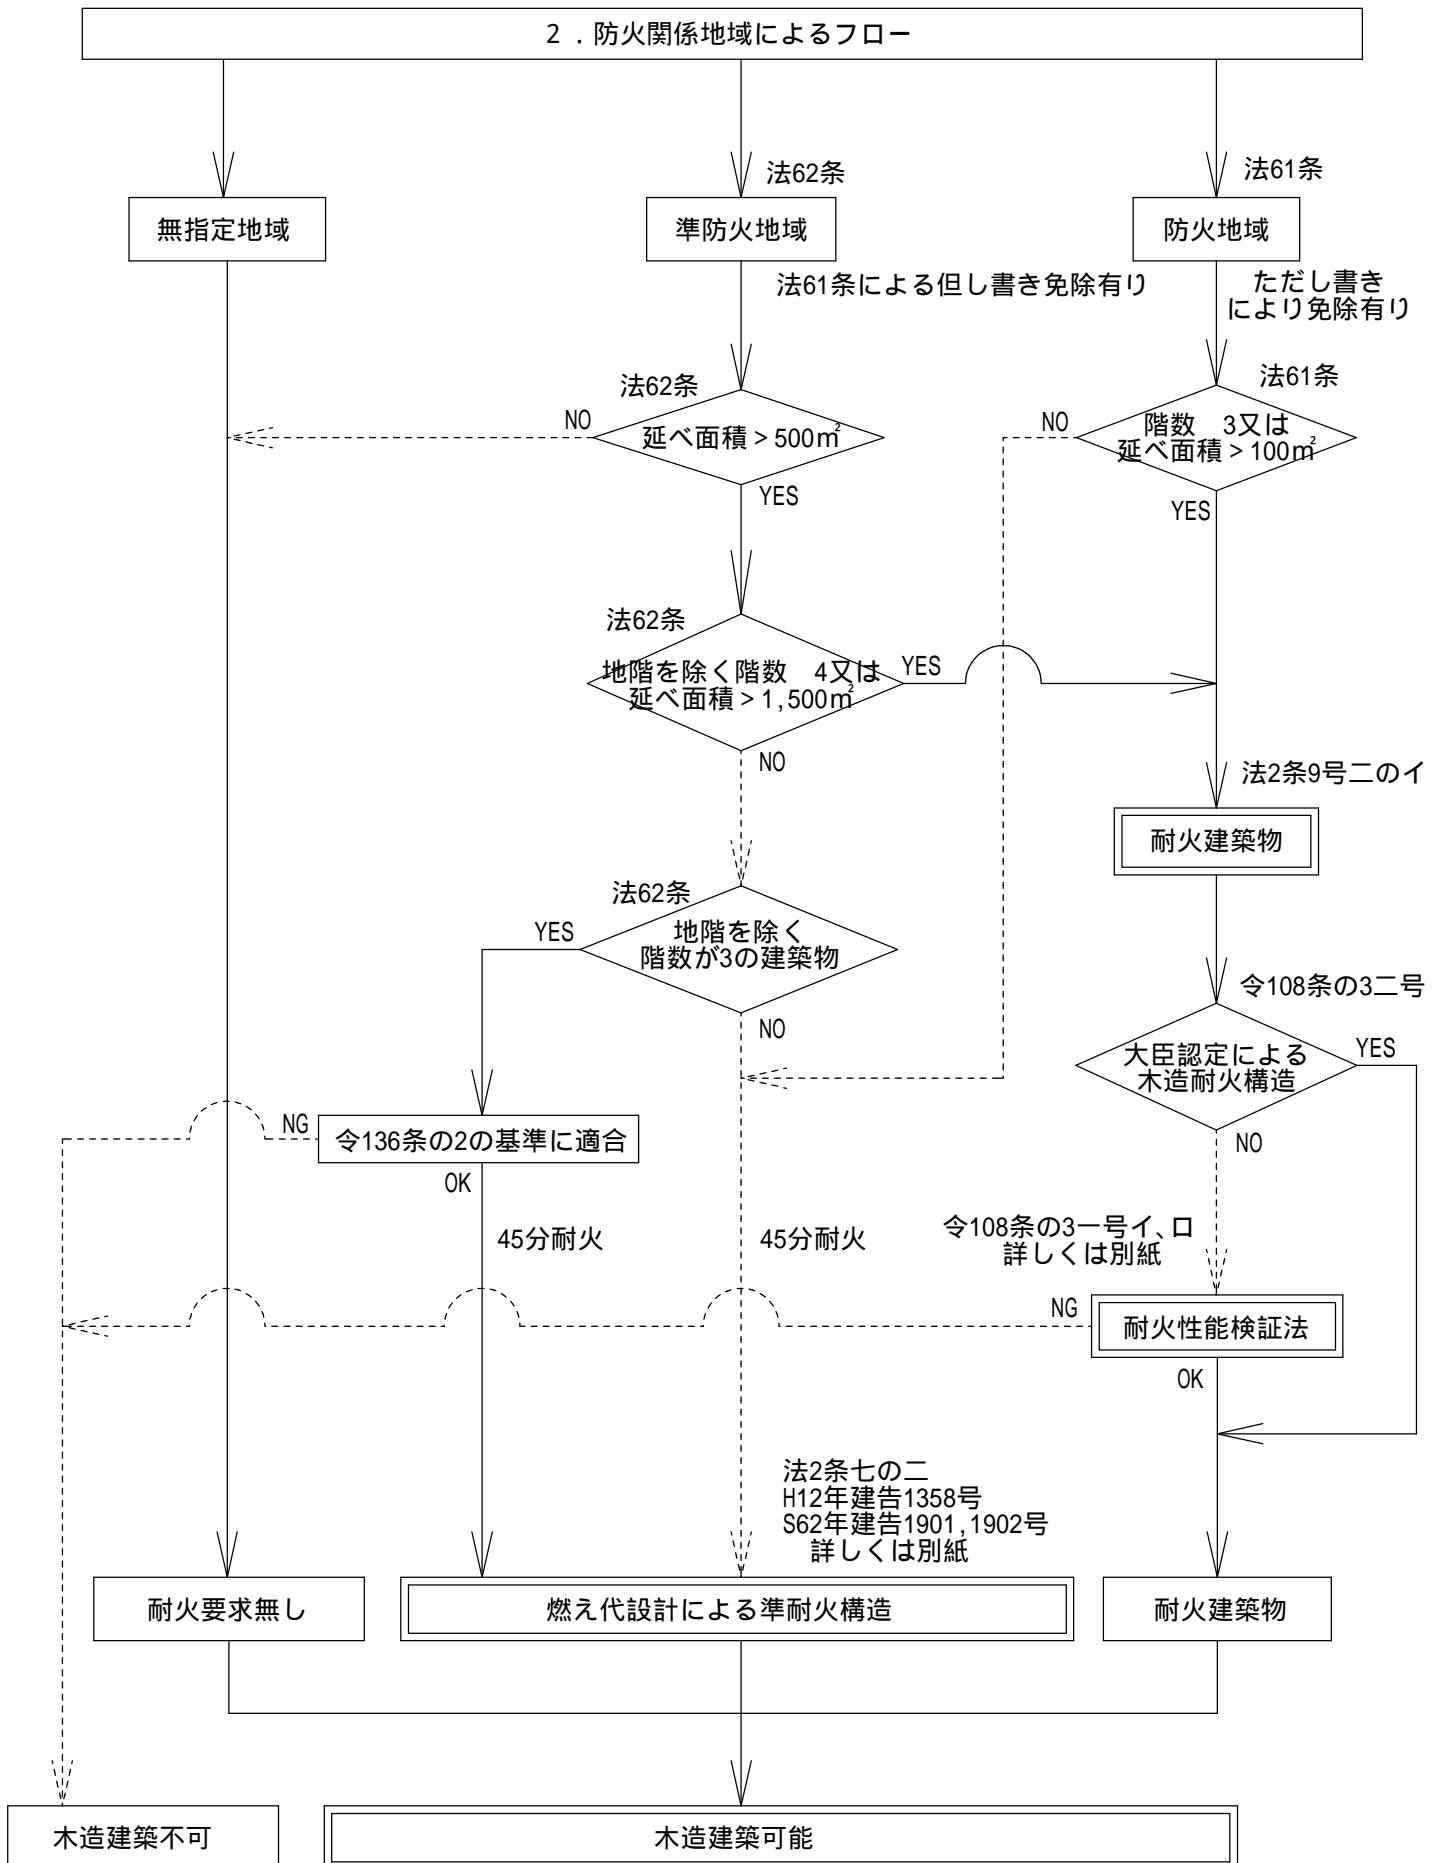 2．防火関係地域によるフロー
法62条
法61条
無指定地域
準防火地域
防火地域
法61条による但し書き免除有り
ただし書き
により免除有り
法62条
法61条
NO
延べ面積>500㎡
YES
NO
階数　3又は
延べ面積>100㎡
YES
法62条
地階を除く階数　4又は
延べ面積>1,500㎡
YES
NO
法2条9号二のイ
耐火建築物
法62条
YES
地階を除く
階数が3の建築物
NO
令108条の3二号
大臣認定による
木造耐火構造
YES
NO
NG
令136条の2の基準に適合
OK
45分耐火
45分耐火
令108条の3一号イ、ロ
詳しくは別紙
NG
耐火性能検証法
OK
法2条七の二
H12年建告1358号
S62年建告1901,1902号
詳しくは別紙
耐火要求無し
燃え代設計による準耐火構造
耐火建築物
木造建築不可
木造建築可能